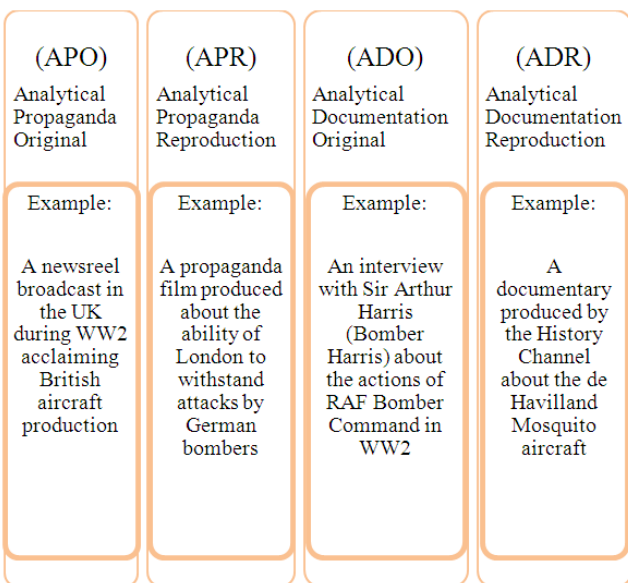 (APO)
Analytical
Propaganda
Original
Example:
A newsreel
broadcast in
the UK
during WW2
acclaiming
British
aircraft
production
(APR)
Analytical
Propaganda
Reproduction
Example:
A propaganda
film produced
about the
ability of
London to
withstand
attacks by
German
bombers
(ADO)
Analytical
Documentation
Original
Example:
An interview
with Sir Arthur
Harris
(Bomber
Harris) about
the actions of
RAF Bomber
Command in
WW2
(ADR)
Analytical
Documentation
Reproduction
Example:
A
documentary
produced by
the History
Channel
about the de
Havilland
Mosquito
aircraft